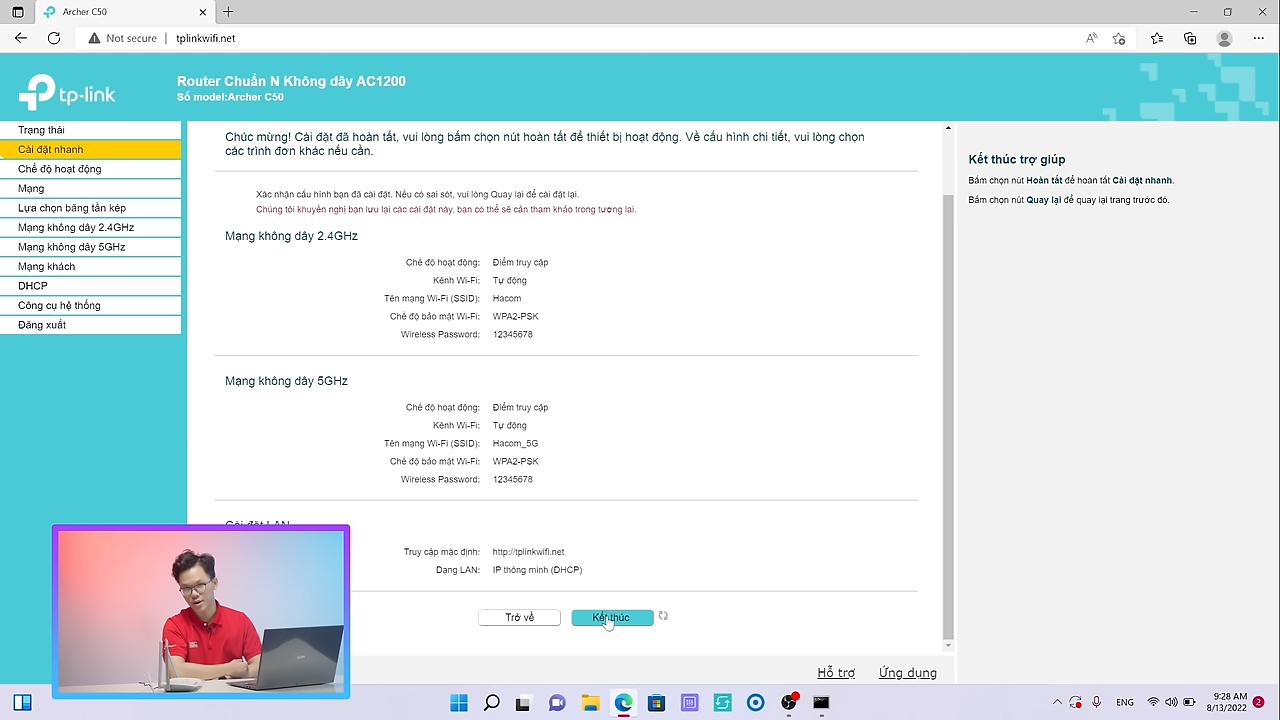 Archer C50
Not secure
tplinkwifi.net
tp-link
Router Chuẩn N Không dây AC1200
Số model:Archer C50
Trạng thái
Cài đặt nhanh
Chế độ hoạt động
Mạng
Lựa chọn băng tần kép
Mạng không dây 2.4GHz
Mạng không dây 5GHz
Mạng khách
DHCP
Công cụ hệ thống
Đăng xuất
Chúc mừng! Cài đặt đã hoàn tất, vui lòng bấm chọn nút hoàn tất để thiết bị hoạt động. Về cấu hình chi tiết, vui lòng chọn
các trình đơn khác nếu cần.
Xác nhận cấu hình bạn đã cài đặt. Nếu có sai sót, vui lòng Quay lại để cài đặt lại.
Chúng tôi khuyến nghị bạn lưu lại các cài đặt này, bạn có thể sẽ cần tham khảo trong tương lai.
Mạng không dây 2.4GHz
Chế độ hoạt động: Điểm truy cập
Kênh Wi-Fi: Tự động
Tên mạng Wi-Fi (SSID): Hacom
Chế độ bảo mật Wi-Fi: WPA2-PSK
Wireless Password: 12345678
Mạng không dây 5GHz
Chế độ hoạt động: Điểm truy cập
Kênh Wi-Fi: Tự động
Tên mạng Wi-Fi (SSID): Hacom_5G
Chế độ bảo mật Wi-Fi: WPA2-PSK
Wireless Password: 12345678
Cài đặt LAN
Truy cập mặc định: http://tplinkwifi.net
Dạng LAN: IP thông minh (DHCP)
Trở về
Kết thúc
Hỗ trợ
Ứng dụng
Kết thúc trợ giúp
Bấm chọn nút Hoàn tất để hoàn tất Cài đặt nhanh.
Bấm chọn nút Quay lại để quay lại trang trước đó.
ENG
9:28 AM
8/13/2022
2